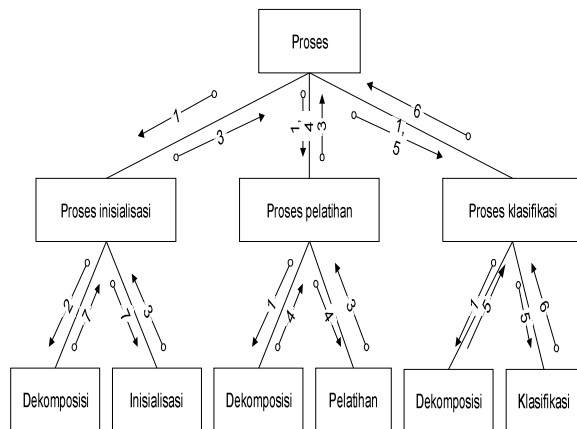 Proses
1
3
1,
4
3
1,
5
6
Proses inisialisasi
Proses pelatihan
Proses klasifikasi
2
7
7
3
1
4
4
3
1
5
5
6
Dekomposisi
Inisialisasi
Dekomposisi
Pelatihan
Dekomposisi
Klasifikasi